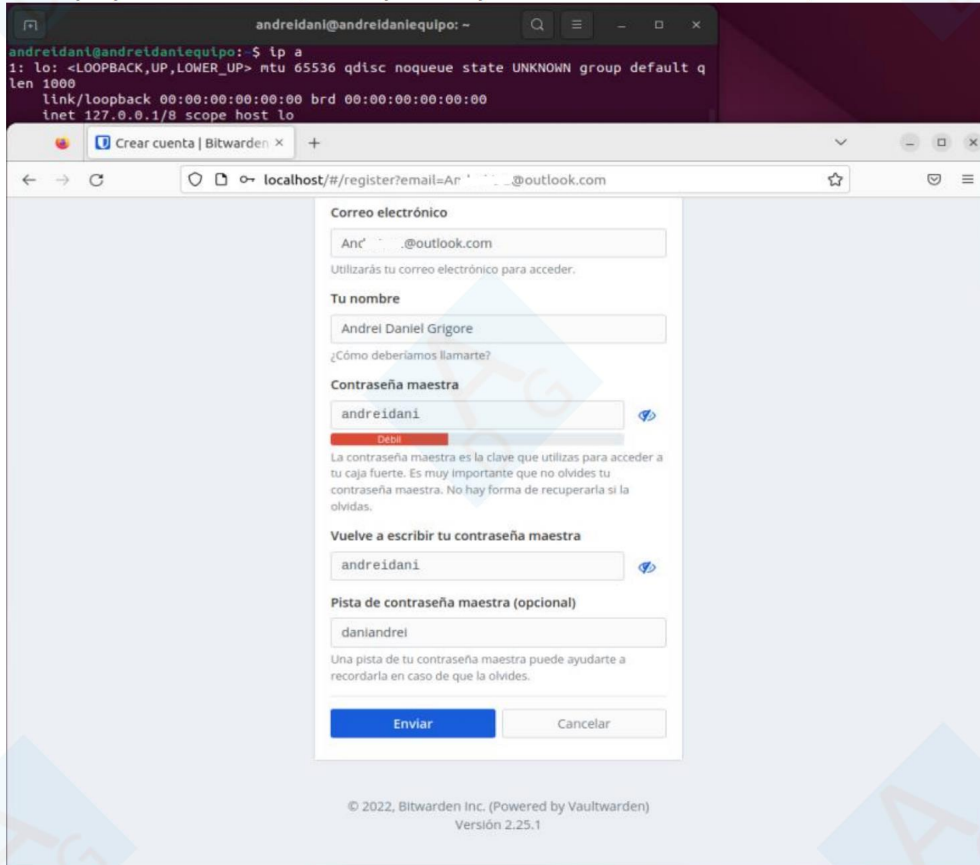 andreidani@andreidaniequipo: ~
andreidani@andreidaniequipo:~$ ip a
1: lo: <LOOPBACK,UP,LOWER_UP> mtu 65536 qdisc noqueue state UNKNOWN group default q
len 1000
link/loopback 00:00:00:00:00:00 brd 00:00:00:00:00:00
inet 127.0.0.1/8 scope host lo
Crear cuenta | Bitwarden
localhost/#/register?email=An @outlook.com
Correo electrónico
And .@outlook.com
Utilizarás tu correo electrónico para acceder.
Tu nombre
Andrei Daniel Grigore
¿Cómo deberíamos llamarte?
Contraseña maestra
andreidani
Débil
La contraseña maestra es la clave que utilizas para acceder a
tu caja fuerte. Es muy importante que no olvides tu
contraseña maestra. No hay forma de recuperarla si la
olvidas.
Vuelve a escribir tu contraseña maestra
andreidani
Pista de contraseña maestra (opcional)
daniandrei
Una pista de tu contraseña maestra puede ayudarte a
recordarla en caso de que la olvides.
Enviar Cancelar
© 2022, Bitwarden Inc. (Powered by Vaultwarden)
Versión 2.25.1